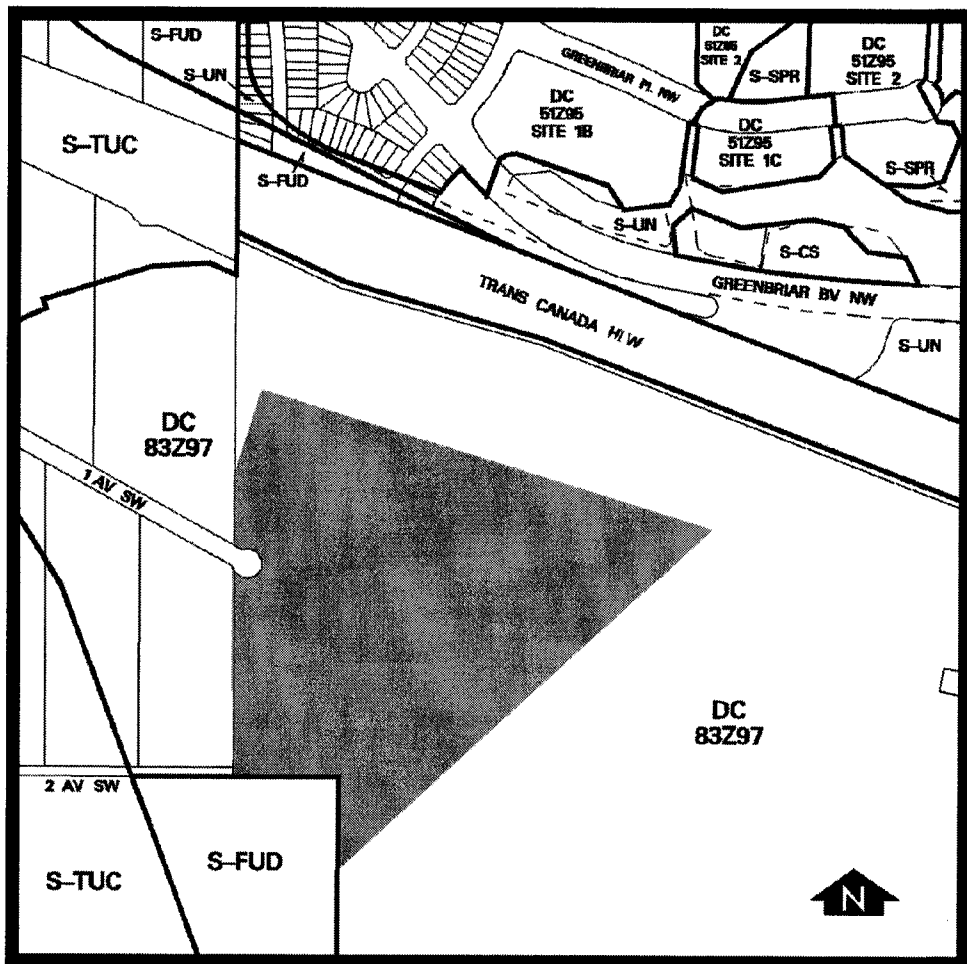 S-FUD
S-UN
S-TUC
S-FUD
GREENBRIAR PL NW
DC
51Z95
SITE 2
S-SPR
DC
51Z95
SITE 2
DC
51Z95
SITE 1B
DC
51Z95
SITE 1C
S-SPR
S-UN
S-CS
GREENBRIAR BV NW
TRANS CANADA HI W
S-UN
DC
83Z97
1 AV SW
DC
83Z97
2 AV SW
S-TUC
S-FUD
N